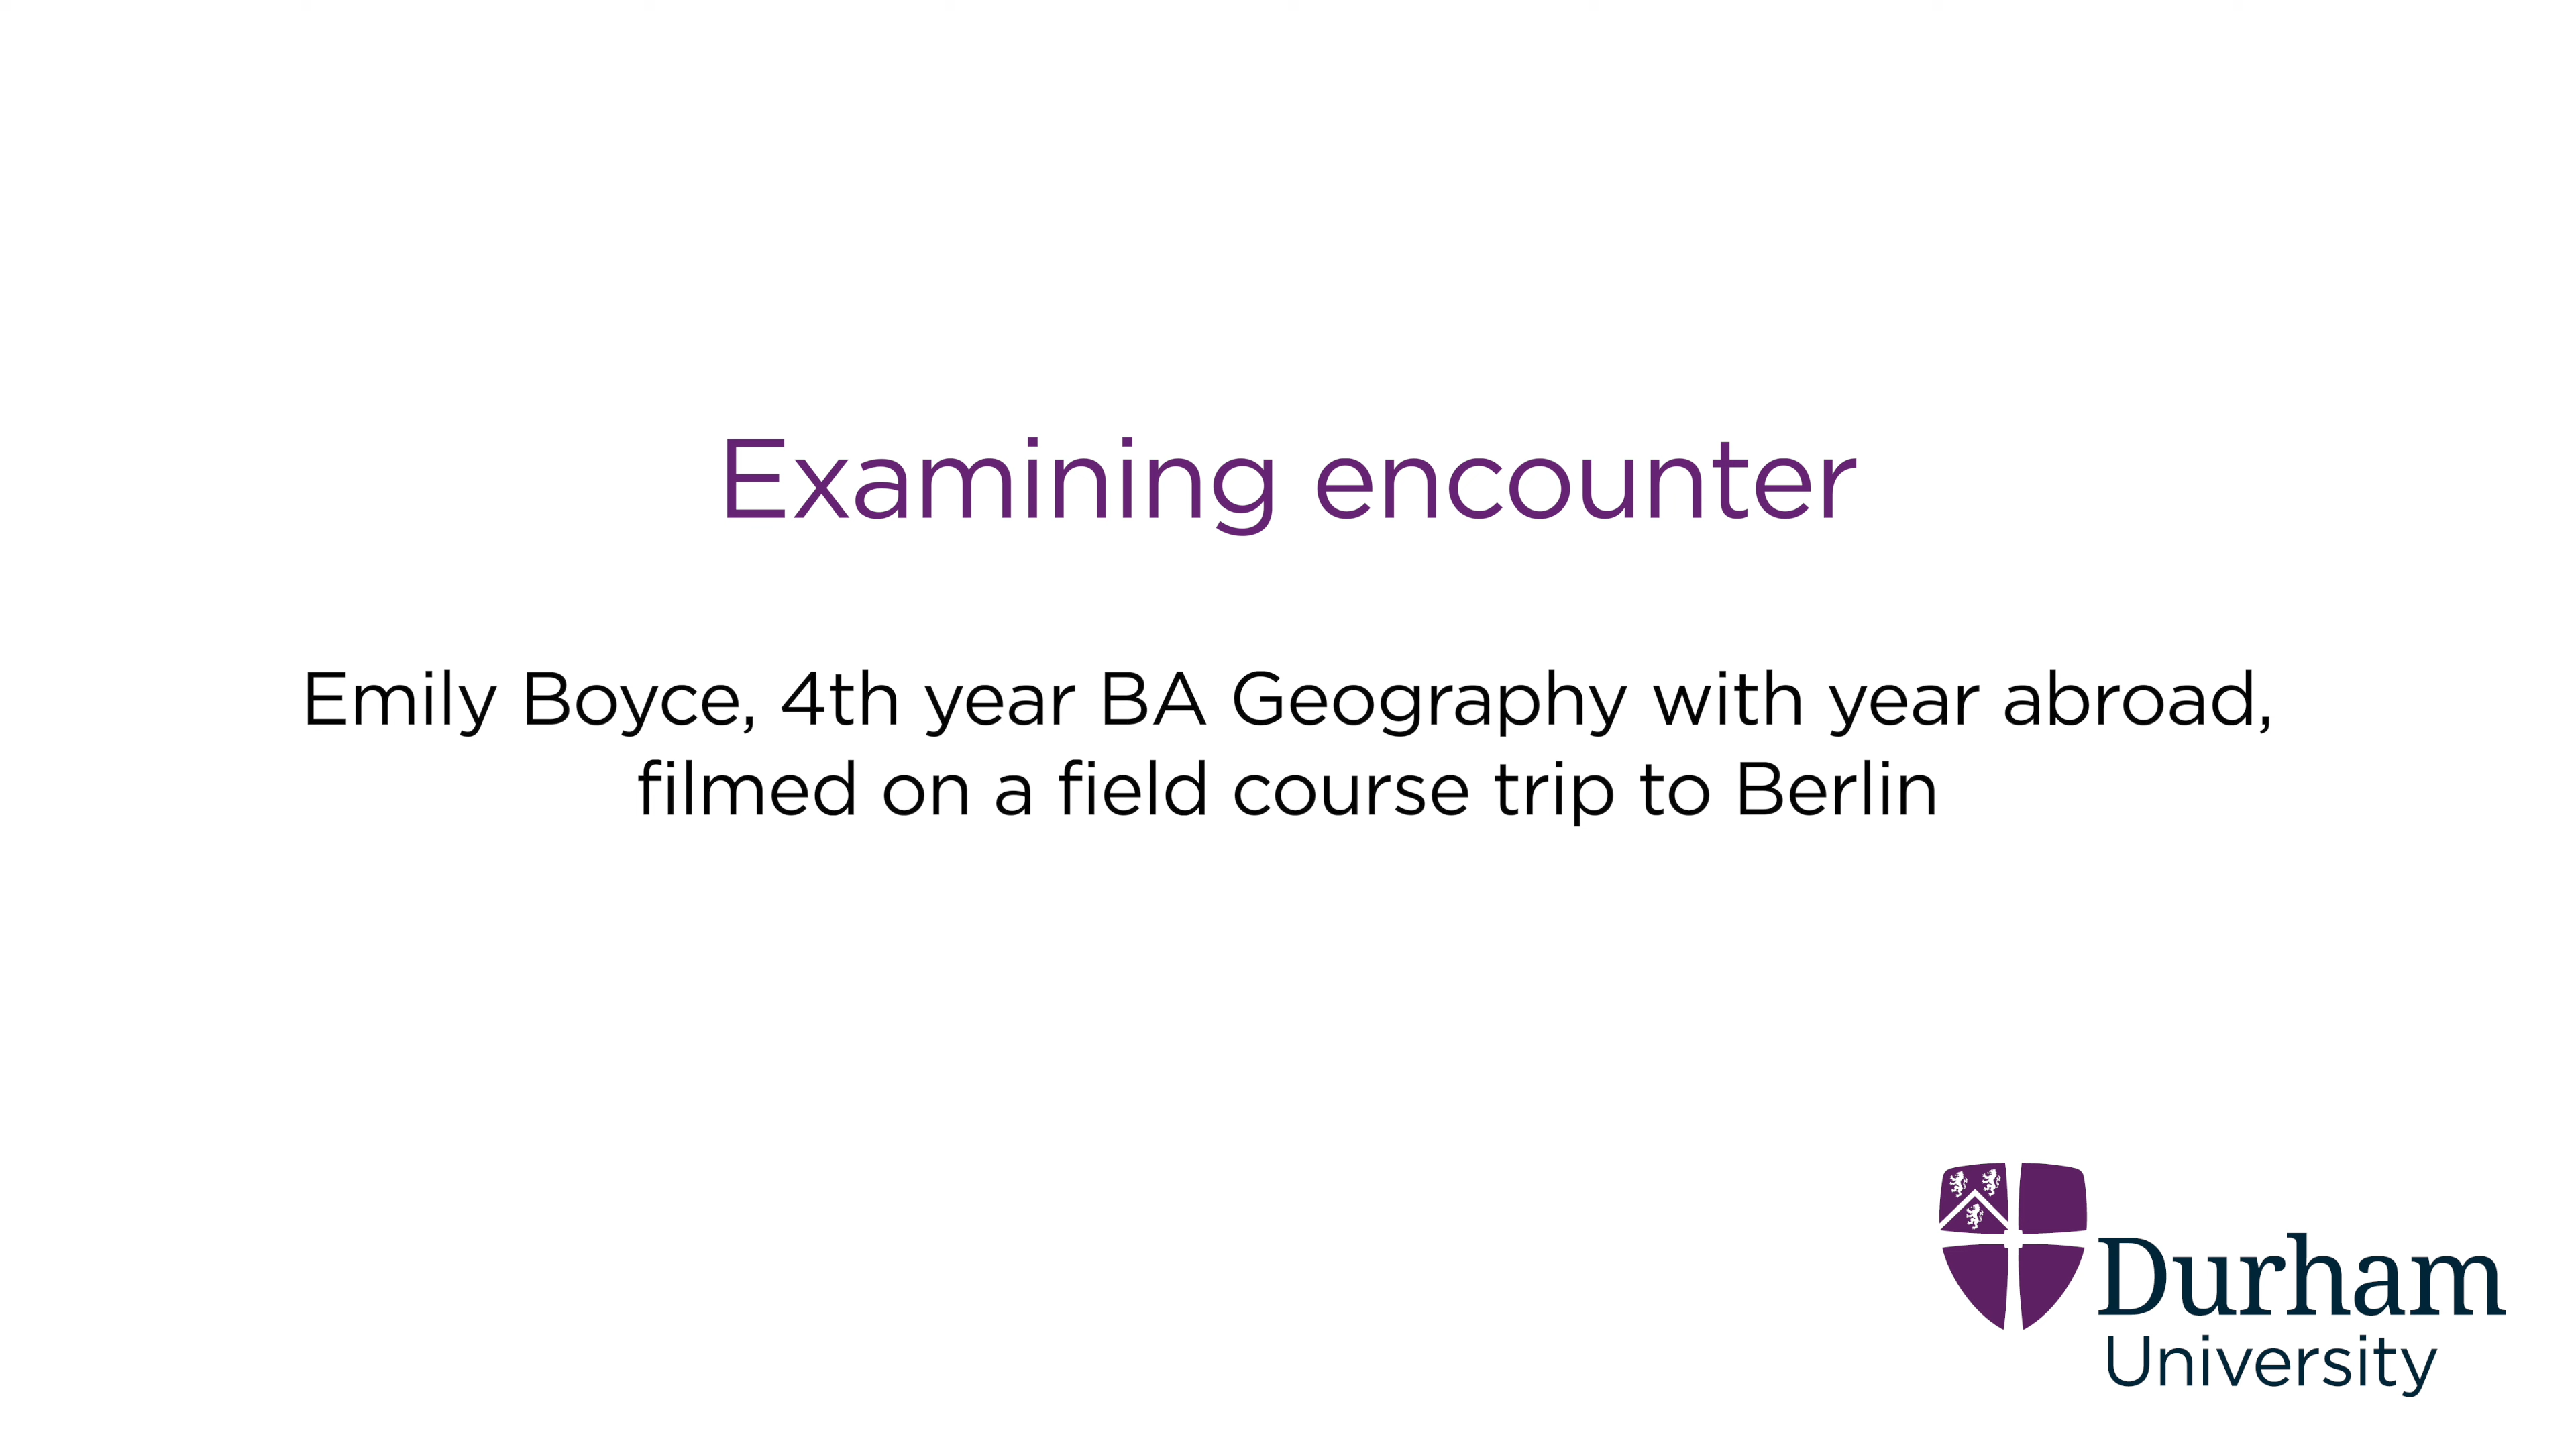 Examining encounter
Emily Boyce, 4th year BA Geography with year abroad,
filmed on a field course trip to Berlin
Durham
University